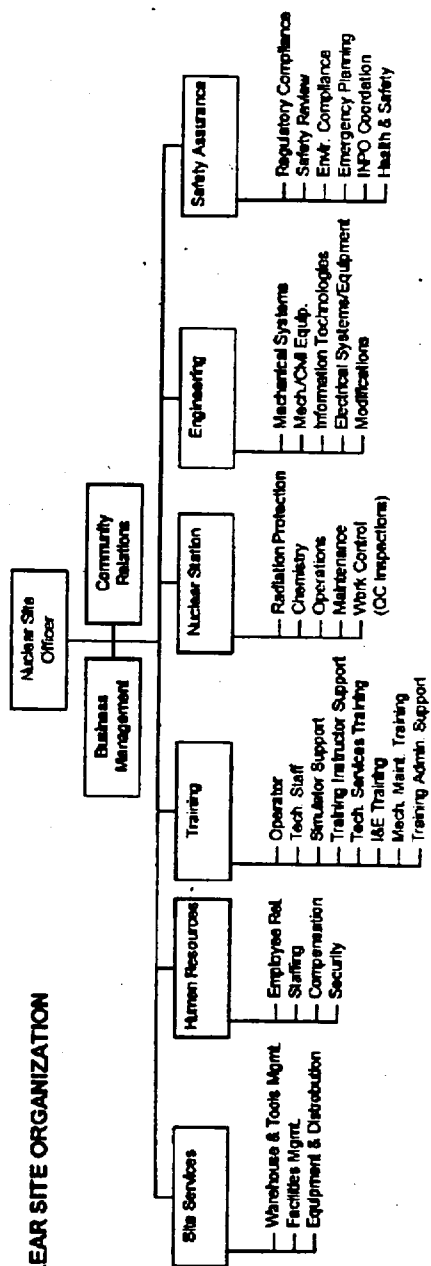 EAR SITE ORGANIZATION
Nuclear Site
Officer
Business
Management
Community
Relations
Site Services
Warehouse & Tools Mgmt.
Facilities Mgmt.
Equipment & Distrobution
Human Resources
Employee Rel.
Staffing
Compensation
Security
Training
Operator
Tech. Staff
Simulator Support
Training Instructor Support
Tech. Services Training
I&E Training
Mech. Maint. Training
Training Admin. Support
Nuclear Station
Radiation Protection
Chemistry
Operations
Maintenance
Work Control
(QC Inspections)
Engineering
Mechanical Systems
Mech./Civil Equip.
Information Technologies
Electrical Systems/Equipment
Modifications
Safety Assurance
Regulatory Compliance
Safety Review
Envir. Compliance
Emergency Planning
INPO Coordation
Health & Safety